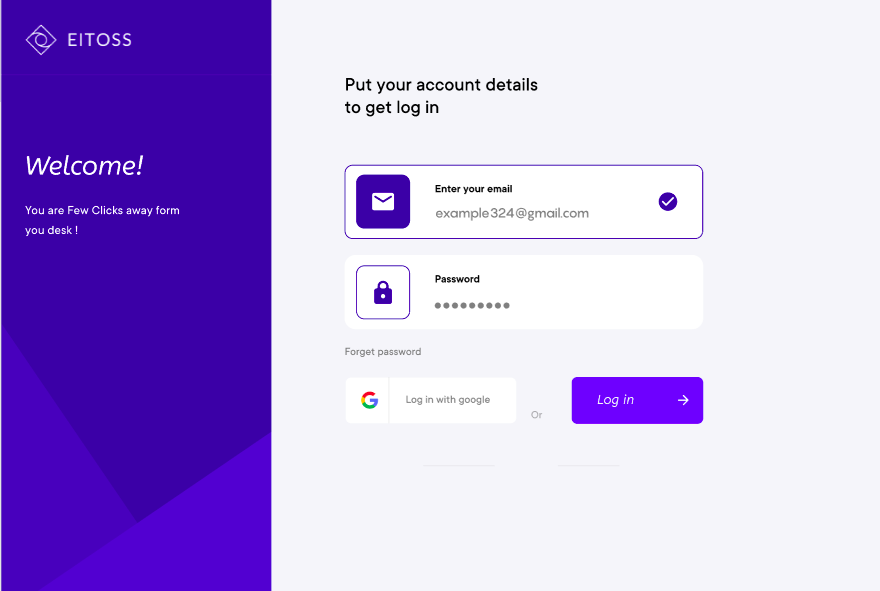 EITOSS
Welcome!
You are Few Clicks away form
you desk !
Put your account details
to get log in
Enter your email
example324@gmail.com
Password
Forget password
Log in with google
Or
Log in